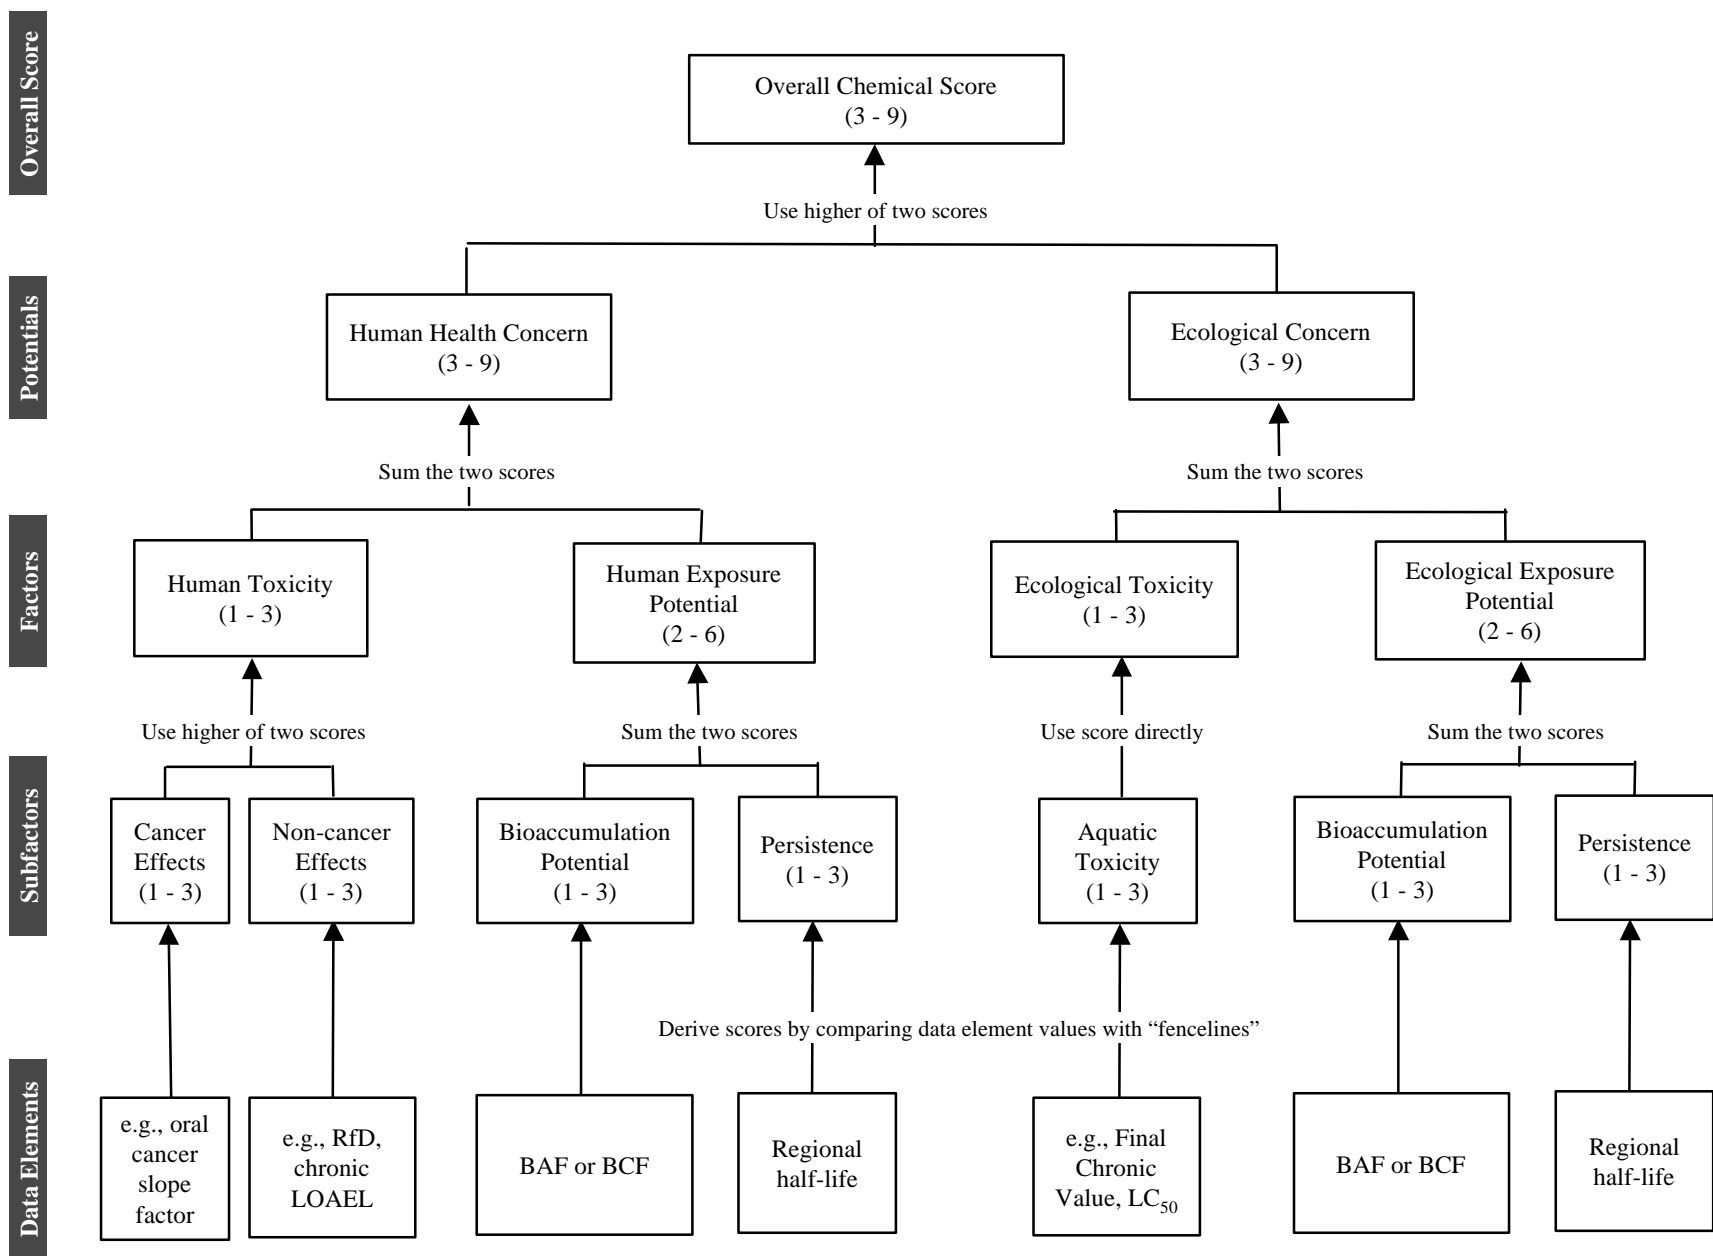 Overall Score
Overall Chemical Score
(3 - 9)
Use higher of two scores
Potentials
Human Health Concern
(3 - 9)
Ecological Concern
(3 - 9)
Sum the two scores
Sum the two scores
Factors
Human Toxicity
(1 - 3)
Human Exposure
Potential
(2 - 6)
Ecological Toxicity
(1 - 3)
Ecological Exposure
Potential
(2 - 6)
Use higher of two scores
Sum the two scores
Use score directly
Sum the two scores
Subfactors
Cancer
Effects
(1 - 3)
Non-cancer
Effects
(1 - 3)
Bioaccumulation
Potential
(1 - 3)
Persistence
(1 - 3)
Aquatic
Toxicity
(1 - 3)
Bioaccumulation
Potential
(1 - 3)
Persistence
(1 - 3)
Derive scores by comparing data element values with “fencelines”
Data Elements
e.g., oral
cancer
slope
factor
e.g., RfD,
chronic
LOAEL
BAF or BCF
Regional
half-life
e.g., Final
Chronic
Value, LC50
BAF or BCF
Regional
half-life